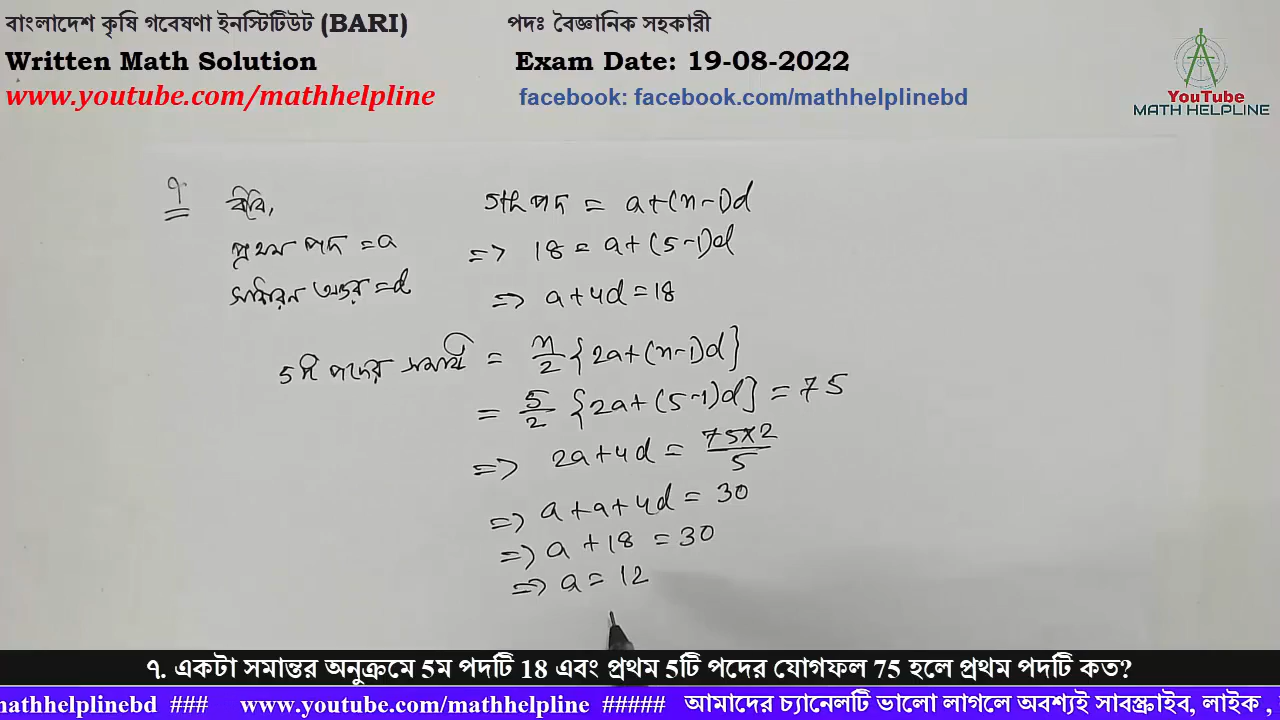 বাংলাদেশ কৃষি গবেষণা ইনস্টিটিউট (BARI) পদঃ বৈজ্ঞানিক সহকারী
Written Math Solution Exam Date: 19-08-2022
www.youtube.com/mathhelpline facebook: facebook.com/mathhelplinebd
YouTube
MATH HELPLINE
৭ ধরি, 5th পদ = a+(n-1)d
প্রথম পদ = a => 18 = a+(5-1)d
সাধারন অন্তর = d => a+4d=18
5টি পদের সমষ্টি = n/2 {2a+(n-1)d}
= 5/2 {2a+(5-1)d} = 75
=> 2a+4d = 75×2/5
=> a+a+4d = 30
=> a+18 = 30
=> a = 12
৭. একটা সমান্তর অনুক্রমে 5ম পদটি 18 এবং প্রথম 5টি পদের যোগফল 75 হলে প্রথম পদটি কত?
mathhelplinebd ### www.youtube.com/mathhelpline ##### আমাদের চ্যানেলটি ভালো লাগলে অবশ্যই সাবস্ক্রাইব, লাইক ,